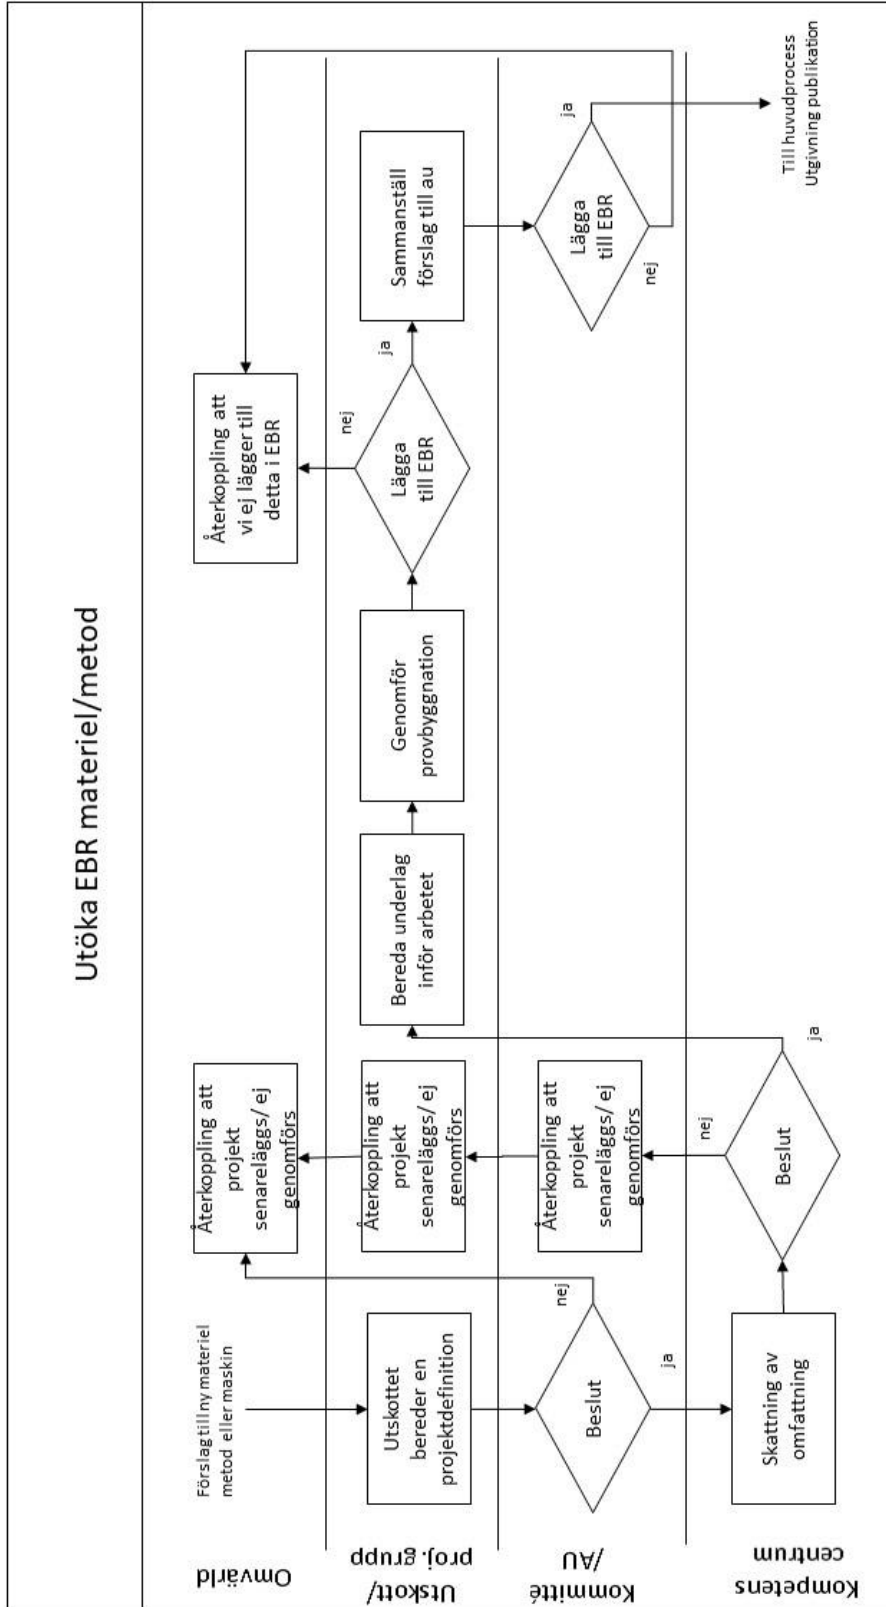 Utöka EBR materiel/metod
Omvärld
Förslag till ny materiel
metod eller maskin
Återkoppling att
projekt
senareläggs/ ej
genomförs
Återkoppling att
vi ej lägger till
detta i EBR
Utskott/
proj.grupp
Utskottet
bereder en
projektdefinition
Återkoppling att
projekt
senareläggs/ ej
genomförs
Bereda underlag
inför arbetet
Genomför
provbyggnation
Lägga
till EBR
nej
ja
Sammanställ
förslag till au
Kommitté
/AU
Beslut
nej
ja
Återkoppling att
projekt
senareläggs/ ej
genomförs
Lägga
till EBR
ja
nej
Kompetens
centrum
Skattning av
omfattning
Beslut
nej
ja
Till huvudprocess
Utgivning publikation